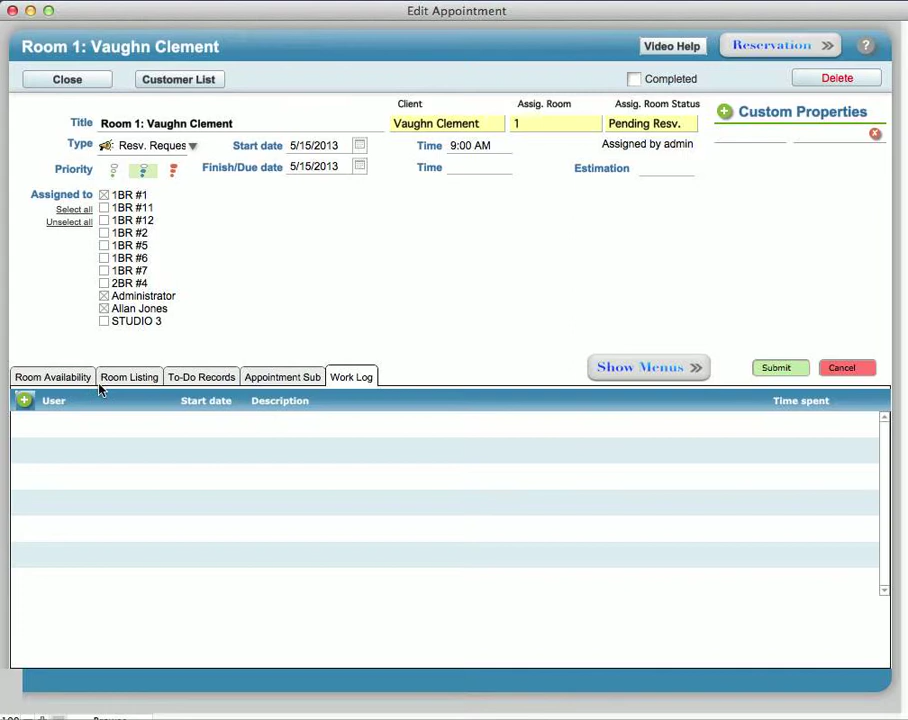 Edit Appointment
Room 1: Vaughn Clement
Video Help
Reservation
?
Close
Customer List
Completed
Delete
Client
Assig. Room
Assig. Room Status
Custom Properties
Title
Room 1: Vaughn Clement
Vaughn Clement
1
Pending Resv.
Type
Resv. Reques
Start date
5/15/2013
Time
9:00 AM
Assigned by admin
Priority
Finish/Due date
5/15/2013
Time
Estimation
Assigned to
1BR #1
Select all
1BR #11
Unselect all
1BR #12
1BR #2
1BR #5
1BR #6
1BR #7
2BR #4
Administrator
Allan Jones
STUDIO 3
Room Availability
Room Listing
To-Do Records
Appointment Sub
Work Log
Show Menus
Submit
Cancel
User
Start date
Description
Time spent